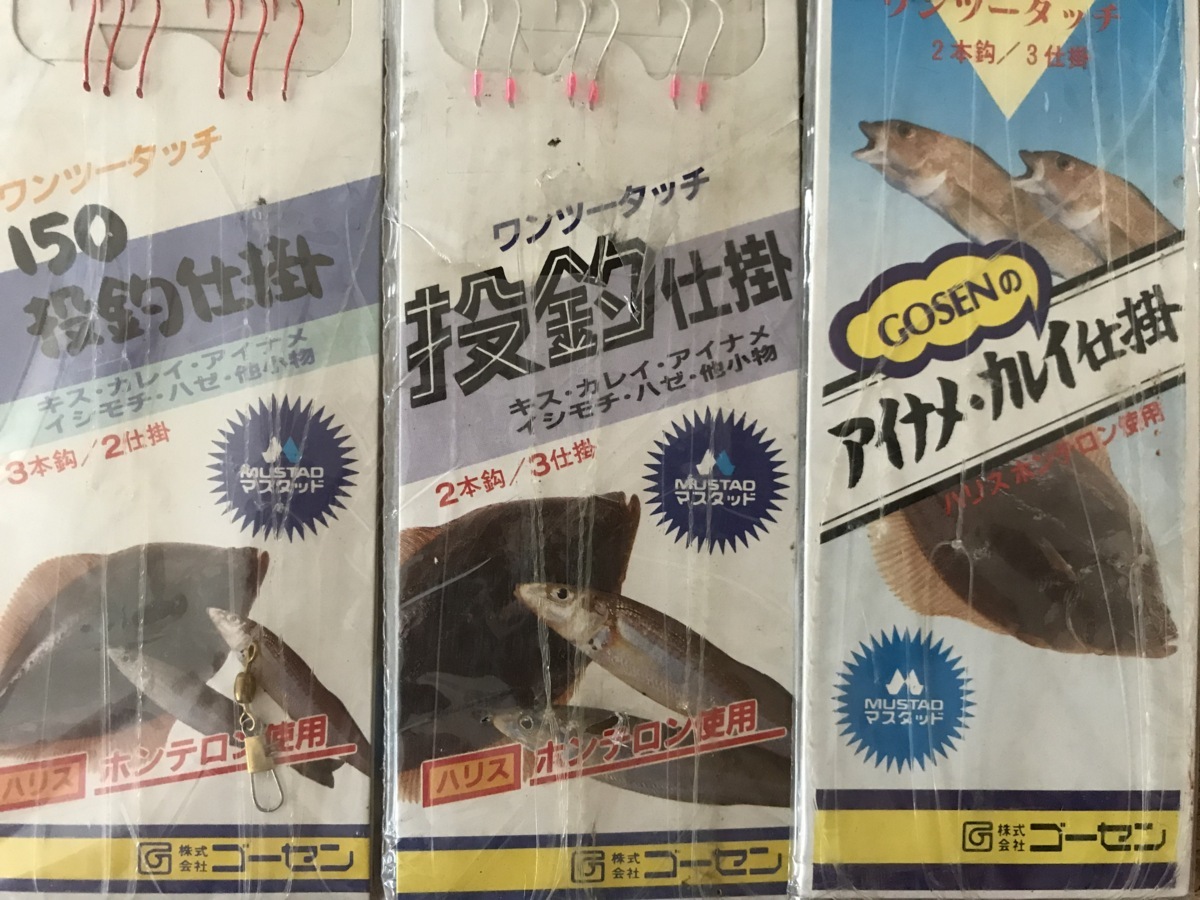 ワンツータッチ
150
投釣仕掛
キス・カレイ・アイナメ
イシモチ・ハゼ・他小物
3本鈎/2仕掛
MUSTAD
マスタッド
ハリス ホンテロン使用
株式会社 ゴーセン
ワンツータッチ
投釣仕掛
キス・カレイ・アイナメ
イシモチ・ハゼ・他小物
2本鈎/3仕掛
MUSTAD
マスタッド
ハリス ホンテロン使用
株式会社 ゴーセン
ワンツータッチ
2本鈎/3仕掛
GOSENの
アイナメ・カレイ仕掛
ハリス ホンテロン使用
MUSTAD
マスタッド
株式会社 ゴーセン